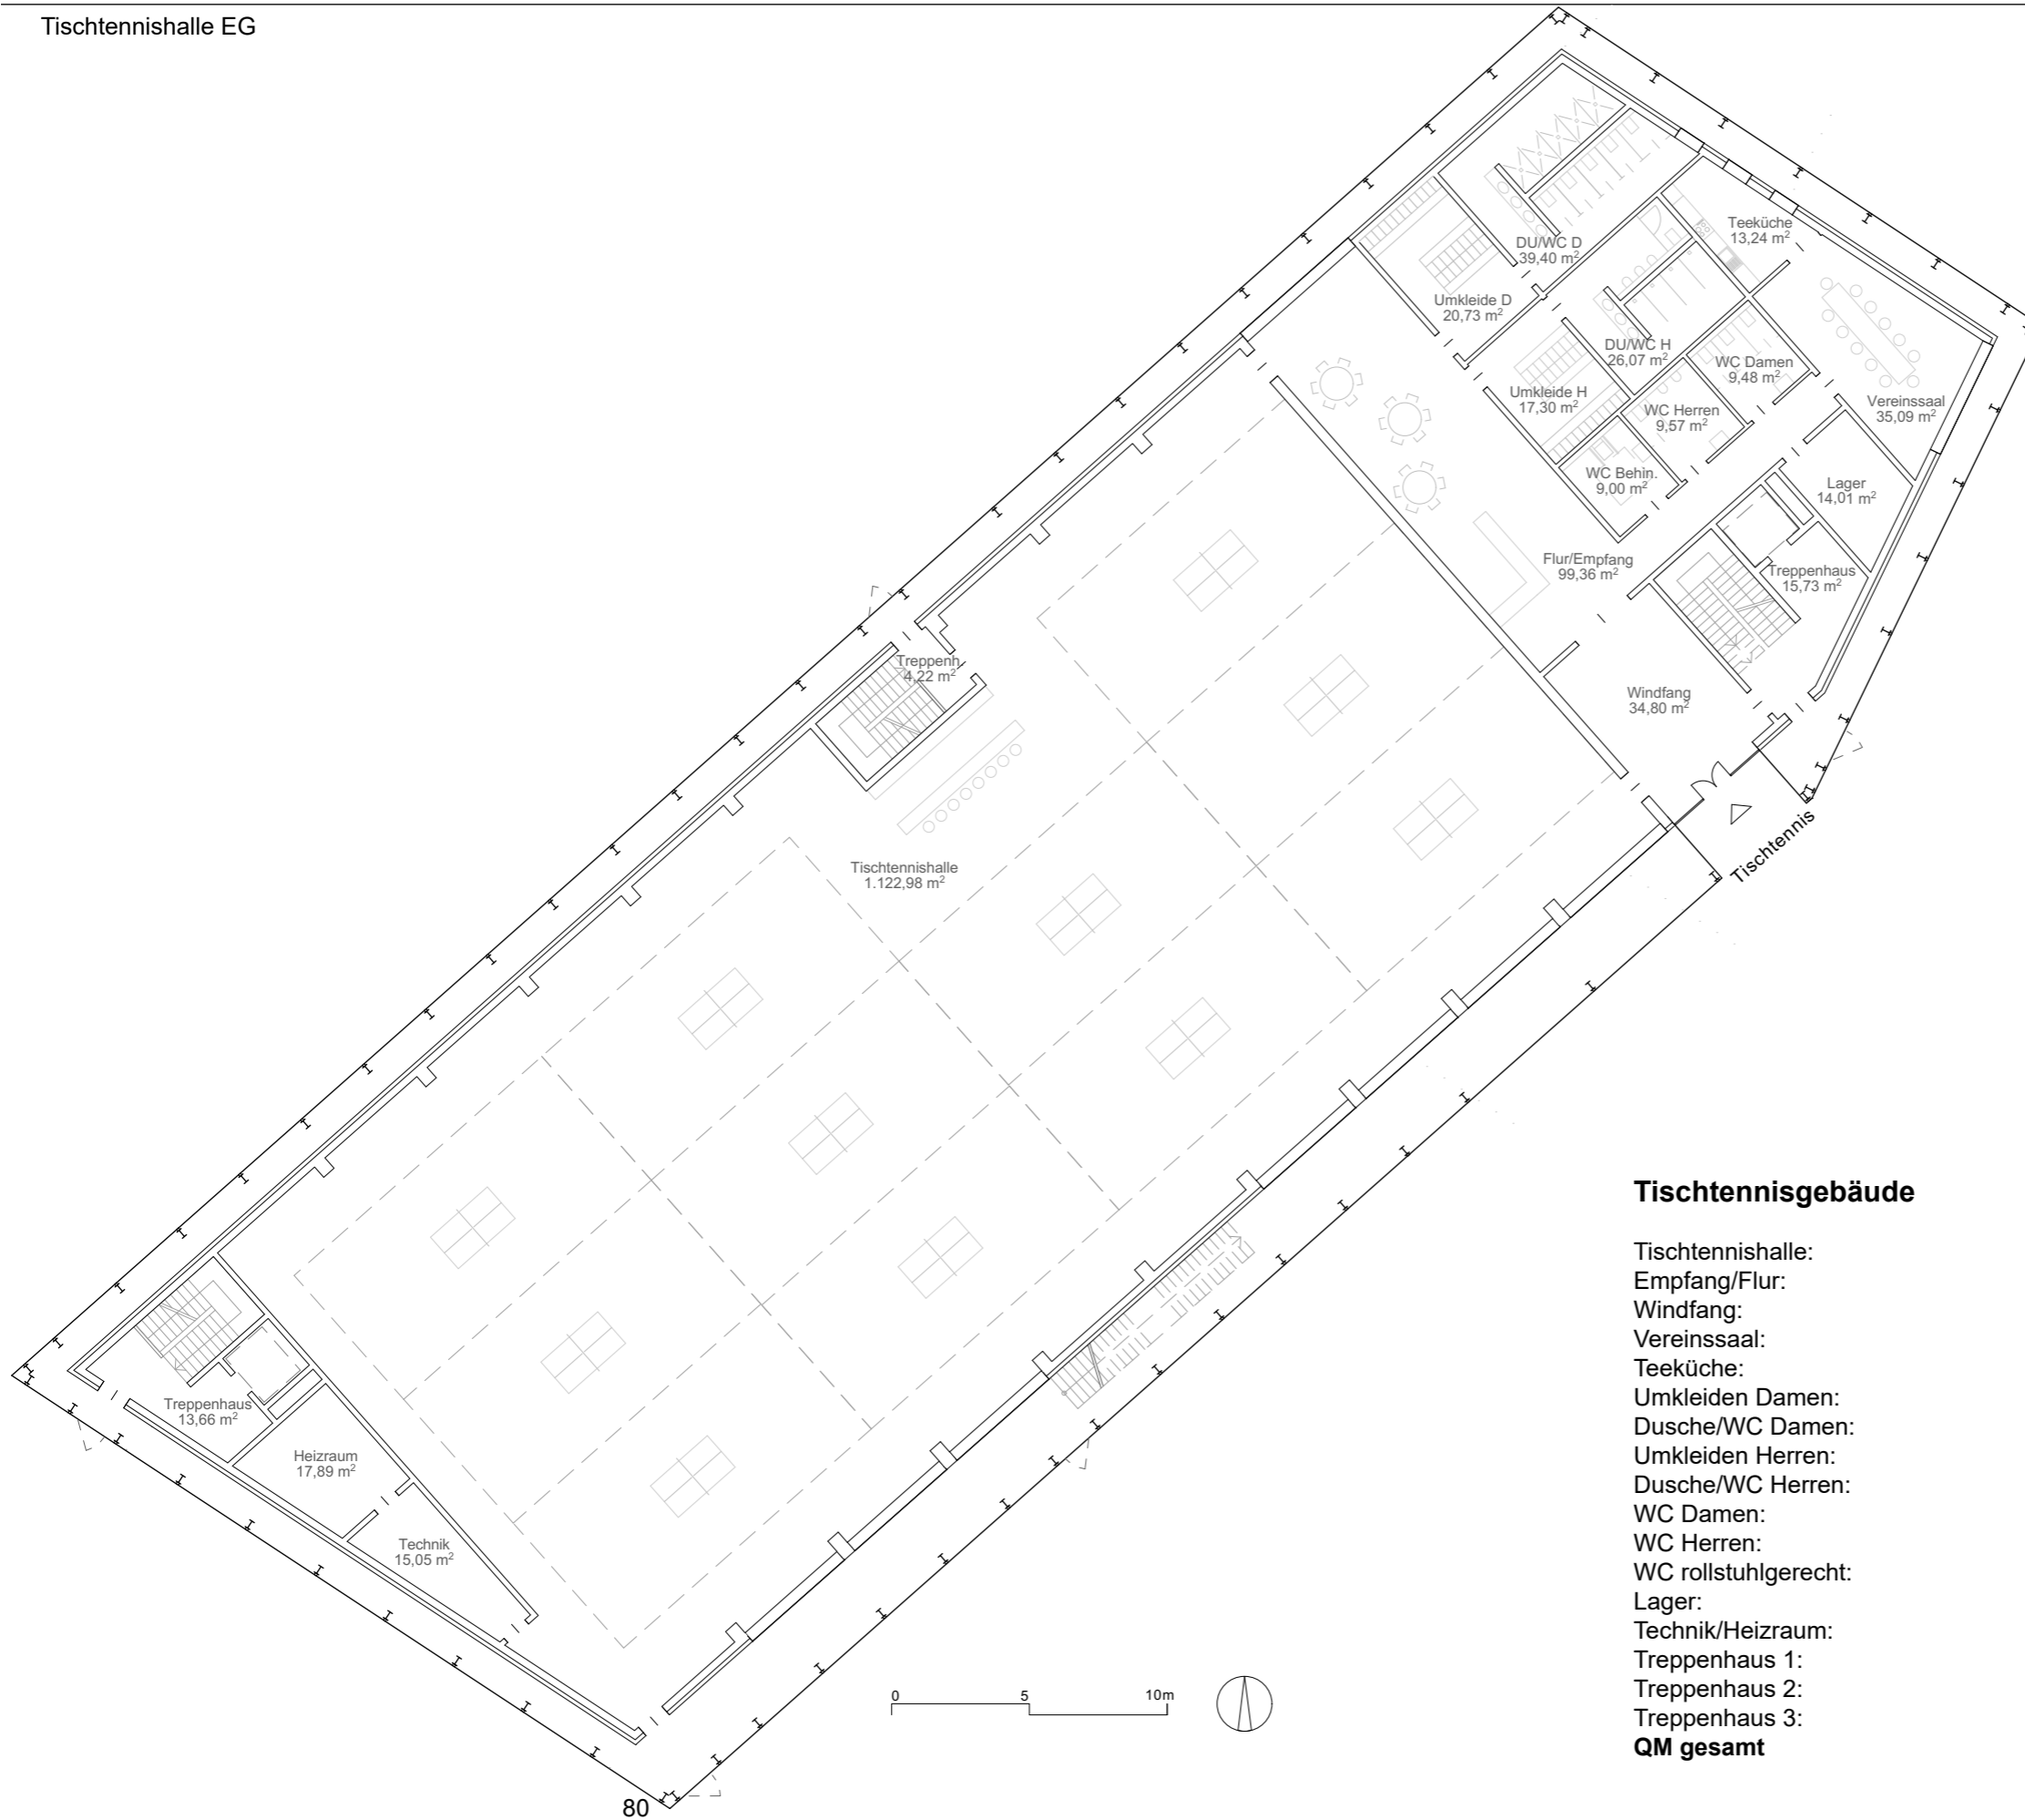 Tischtennishalle EG
Teeküche
13,24 m²
DU/WC D
39,40 m²
Umkleide D
20,73 m²
DU/WC H
26,07 m²
WC Damen
9,48 m²
Umkleide H
17,30 m²
WC Herren
9,57 m²
Vereinssaal
35,09 m²
WC Behin.
9,00 m²
Lager
14,01 m²
Flur/Empfang
99,36 m²
Treppenhaus
15,73 m²
Treppenh.
4,22 m²
Windfang
34,80 m²
Tischtennis
Tischtennishalle
1.122,98 m²
Treppenhaus
13,66 m²
Heizraum
17,89 m²
Technik
15,05 m²
Tischtennisgebäude
Tischtennishalle:
Empfang/Flur:
Windfang:
Vereinssaal:
Teeküche:
Umkleiden Damen:
Dusche/WC Damen:
Umkleiden Herren:
Dusche/WC Herren:
WC Damen:
WC Herren:
WC rollstuhlgerecht:
Lager:
Technik/Heizraum:
Treppenhaus 1:
Treppenhaus 2:
Treppenhaus 3:
QM gesamt
0 5 10m
80